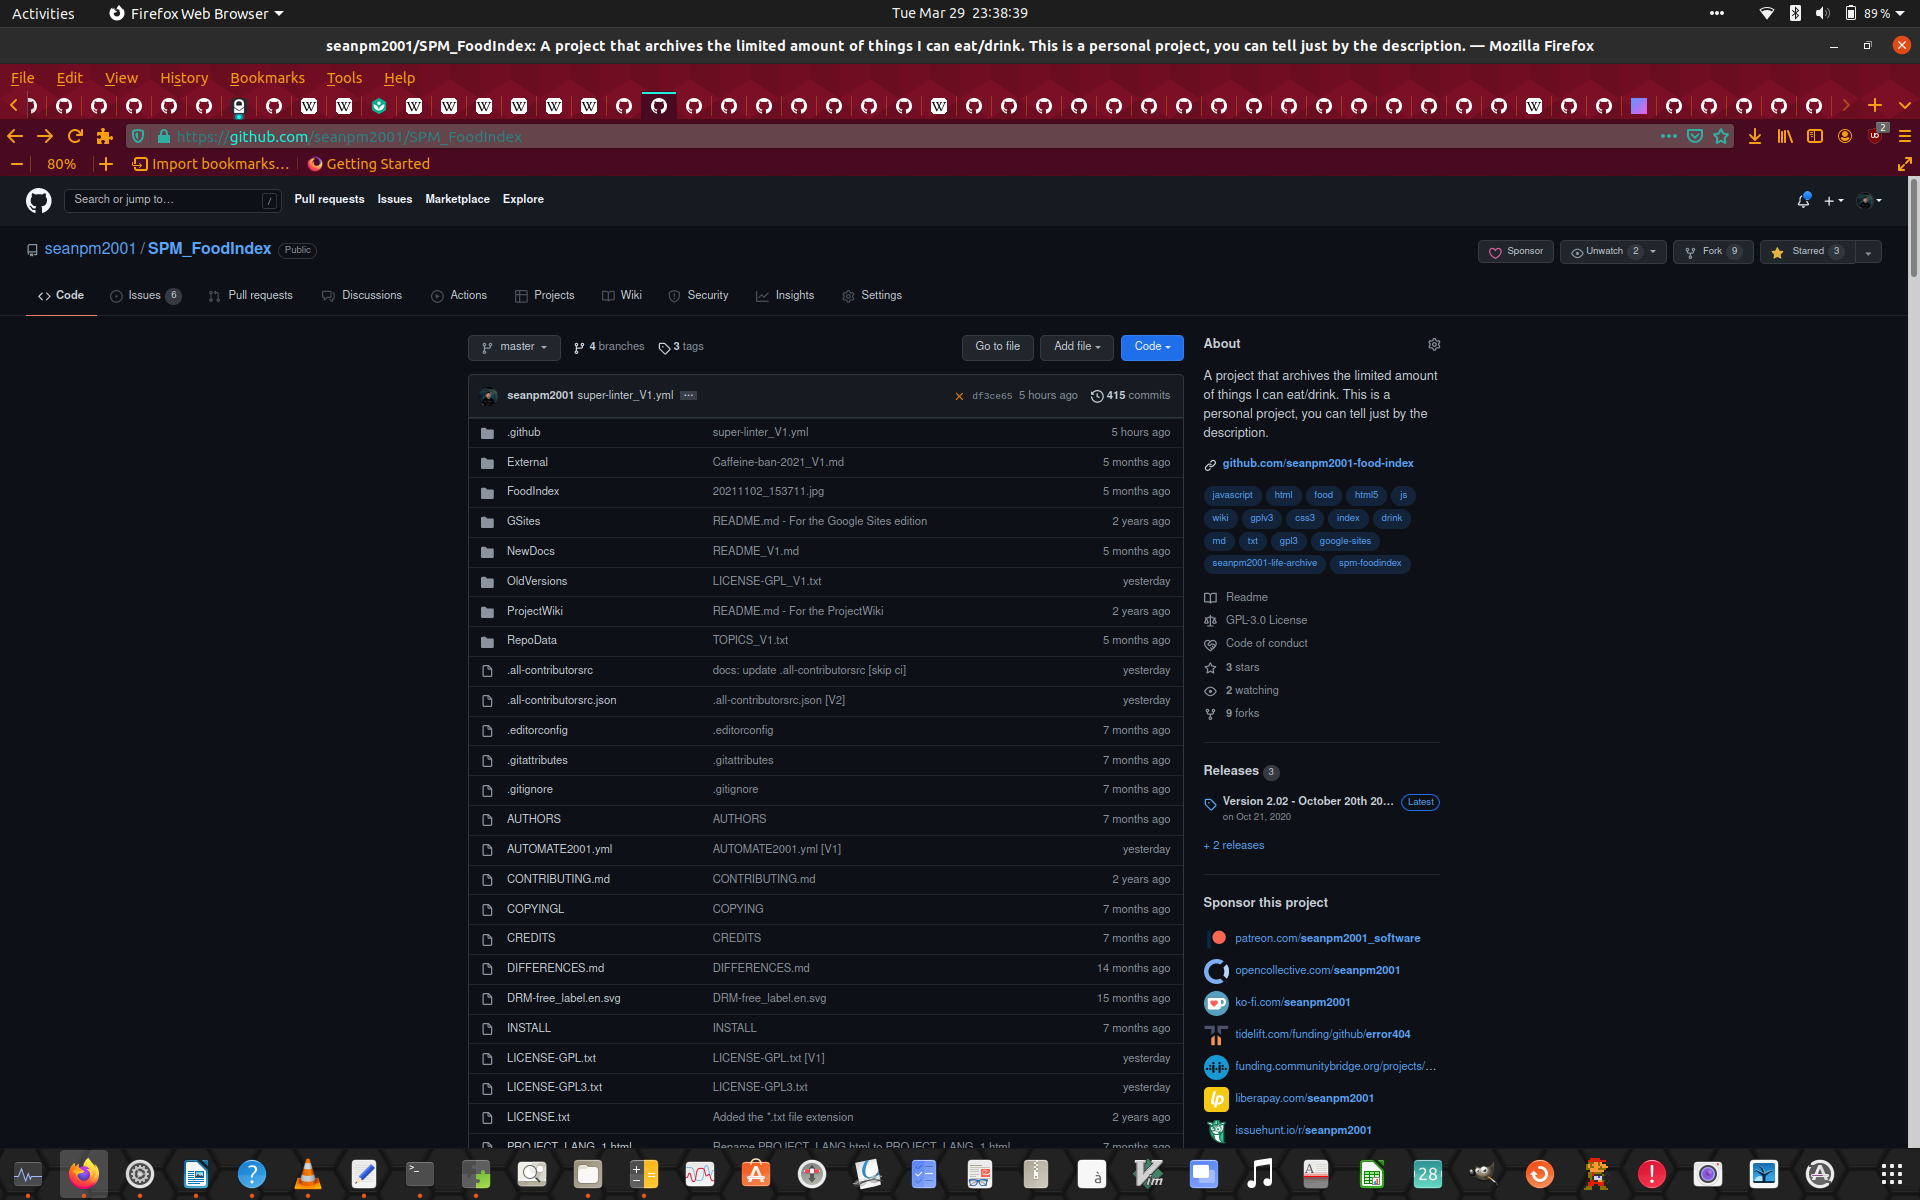 Activities
Firefox Web Browser
Tue Mar 29  23:38:39
89 %
seanpm2001/SPM_FoodIndex: A project that archives the limited amount of things I can eat/drink. This is a personal project, you can tell just by the description. — Mozilla Firefox
File Edit View History Bookmarks Tools Help
https://github.com/seanpm2001/SPM_FoodIndex
2
80%
Import bookmarks...
Getting Started
Search or jump to...
/
Pull requests Issues Marketplace Explore
seanpm2001 / SPM_FoodIndex Public
Sponsor
Unwatch 2
Fork 9
Starred 3
Code
Issues 6
Pull requests
Discussions
Actions
Projects
Wiki
Security
Insights
Settings
master
4 branches
3 tags
Go to file
Add file
Code
seanpm2001 super-linter_V1.yml ... df3ce65 5 hours ago 415 commits
.github super-linter_V1.yml 5 hours ago
External Caffeine-ban-2021_V1.md 5 months ago
FoodIndex 20211102_153711.jpg 5 months ago
GSites README.md - For the Google Sites edition 2 years ago
NewDocs README_V1.md 5 months ago
OldVersions LICENSE-GPL_V1.txt yesterday
ProjectWiki README.md - For the ProjectWiki 2 years ago
RepoData TOPICS_V1.txt 5 months ago
.all-contributorsrc docs: update .all-contributorsrc [skip ci] yesterday
.all-contributorsrc.json .all-contributorsrc.json [V2] yesterday
.editorconfig .editorconfig 7 months ago
.gitattributes .gitattributes 7 months ago
.gitignore .gitignore 7 months ago
AUTHORS AUTHORS 7 months ago
AUTOMATE2001.yml AUTOMATE2001.yml [V1] yesterday
CONTRIBUTING.md CONTRIBUTING.md 2 years ago
COPYINGL COPYING 7 months ago
CREDITS CREDITS 7 months ago
DIFFERENCES.md DIFFERENCES.md 14 months ago
DRM-free_label.en.svg DRM-free_label.en.svg 15 months ago
INSTALL INSTALL 7 months ago
LICENSE-GPL.txt LICENSE-GPL.txt [V1] yesterday
LICENSE-GPL3.txt LICENSE-GPL3.txt yesterday
LICENSE.txt Added the *.txt file extension 2 years ago
PROJECT_LANG_1.html Rename PROJECT_LANG.html to PROJECT_LANG_1.html 7 months ago
About
A project that archives the limited amount
of things I can eat/drink. This is a
personal project, you can tell just by the
description.
github.com/seanpm2001-food-index
javascript html food html5 js
wiki gplv3 css3 index drink
md txt gpl3 google-sites
seanpm2001-life-archive spm-foodindex
Readme
GPL-3.0 License
Code of conduct
3 stars
2 watching
9 forks
Releases 3
Version 2.02 - October 20th 20... Latest
on Oct 21, 2020
+ 2 releases
Sponsor this project
patreon.com/seanpm2001_software
opencollective.com/seanpm2001
ko-fi.com/seanpm2001
tidelift.com/funding/github/error404
funding.communitybridge.org/projects/...
liberapay.com/seanpm2001
issuehunt.io/r/seanpm2001
28